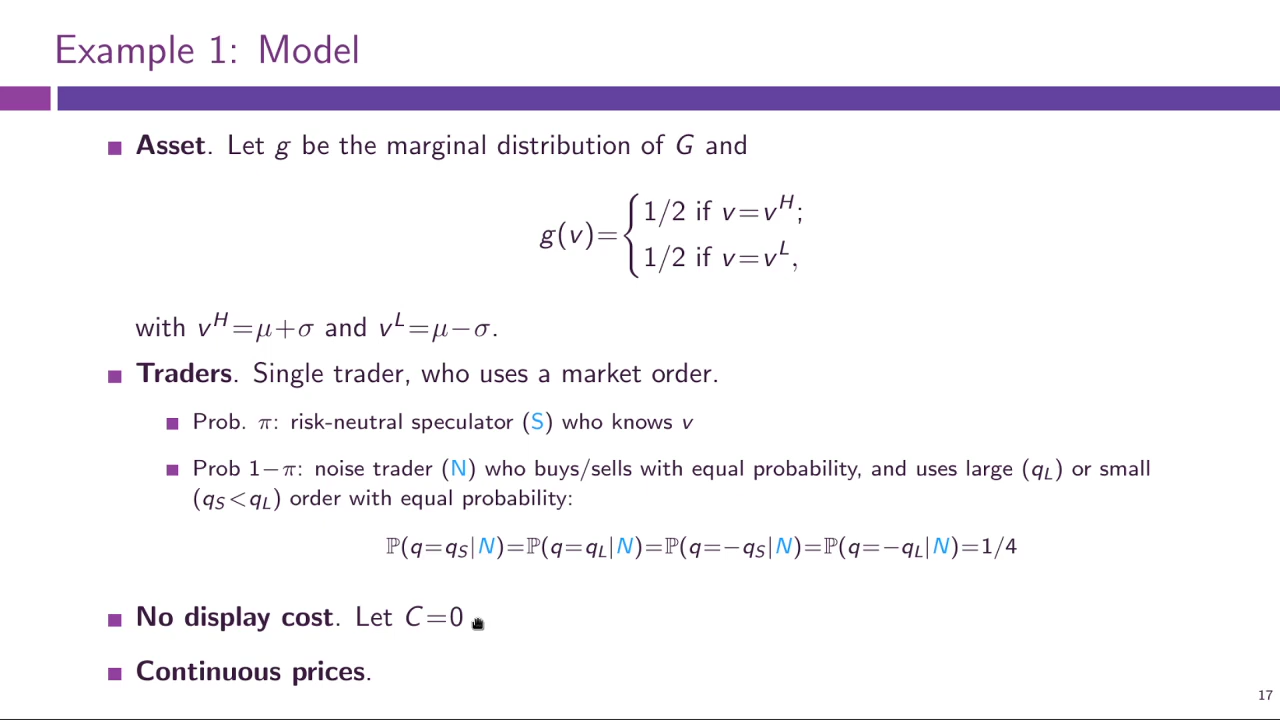 Example 1: Model
Asset. Let g be the marginal distribution of G and
g(v)={1/2 if v=v^H;
1/2 if v=v^L,
with v^H=μ+σ and v^L=μ−σ.
Traders. Single trader, who uses a market order.
Prob. π: risk-neutral speculator (S) who knows v
Prob 1−π: noise trader (N) who buys/sells with equal probability, and uses large (q_L) or small
(q_S<q_L) order with equal probability:
ℙ(q=q_S|N)=ℙ(q=q_L|N)=ℙ(q=−q_S|N)=ℙ(q=−q_L|N)=1/4
No display cost. Let C=0
Continuous prices.
17